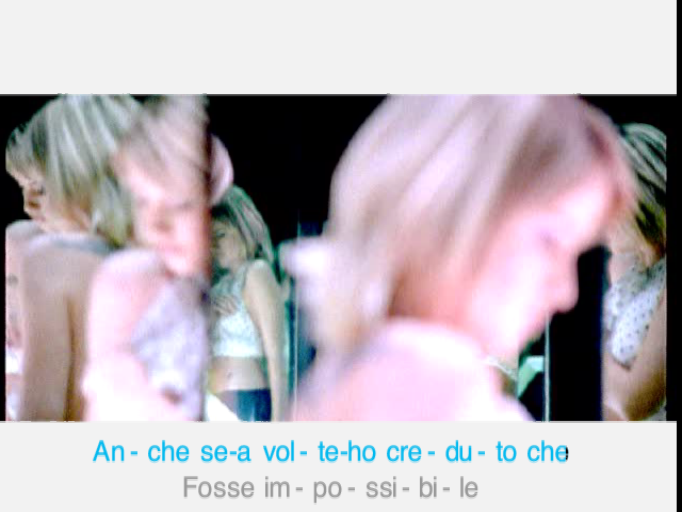 An - che se-a vol - te-ho cre - du - to che
Fosse im - po - ssi - bi - le